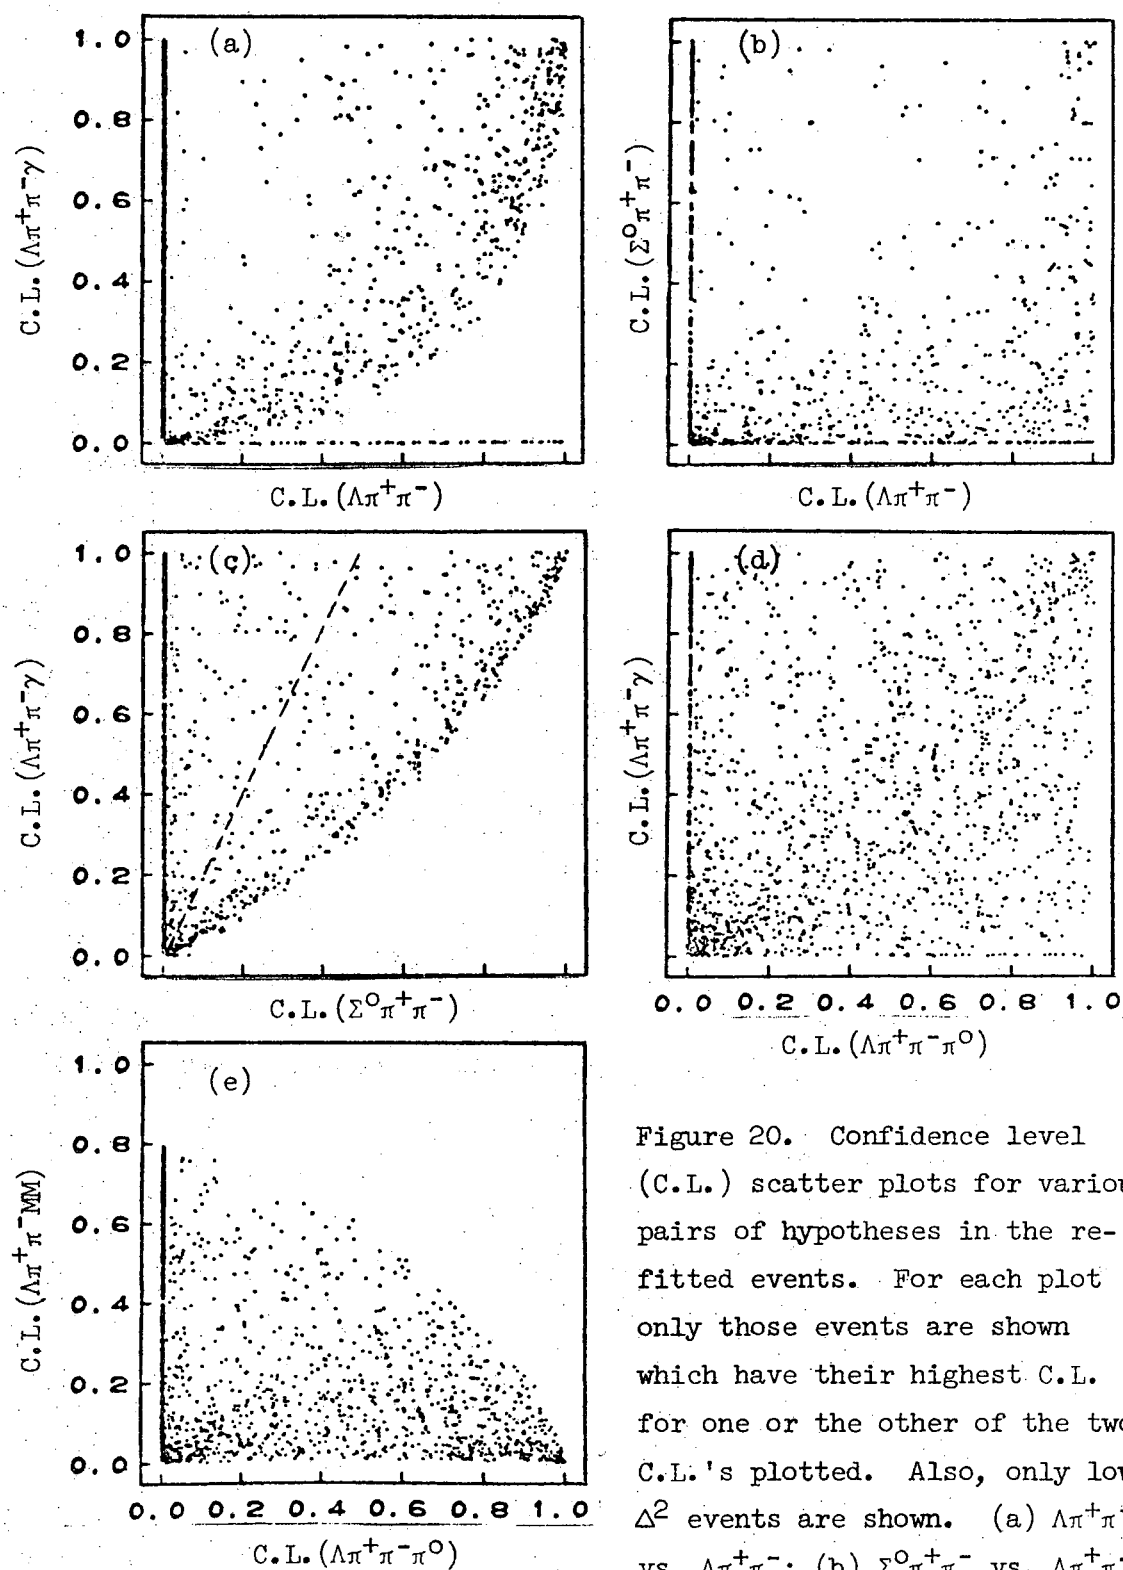 (a)
1.0
0.8
0.6
0.4
0.2
0.0
C.L.(Λπ⁺π⁻γ)
C.L.(Λπ⁺π⁻)
(b)
C.L.(Σ⁰π⁺π⁻)
C.L.(Λπ⁺π⁻)
(c)
1.0
0.8
0.6
0.4
0.2
0.0
C.L.(Λπ⁺π⁻γ)
C.L.(Σ⁰π⁺π⁻)
(d)
C.L.(Λπ⁺π⁻γ)
0.0 0.2 0.4 0.6 0.8 1.0
C.L.(Λπ⁺π⁻π⁰)
(e)
1.0
0.8
0.6
0.4
0.2
0.0
C.L.(Λπ⁺π⁻MM)
0.0 0.2 0.4 0.6 0.8 1.0
C.L.(Λπ⁺π⁻π⁰)
Figure 20. Confidence level
(C.L.) scatter plots for
pairs of hypotheses in the re-
fitted events. For each plot
only those events are shown
which have their highest C.L.
for one or the other of the
C.L.'s plotted. Also, only
Δ² events are shown. (a)
vs. Λπ⁺π⁻; (b) Σ⁰π⁺π⁻ vs.